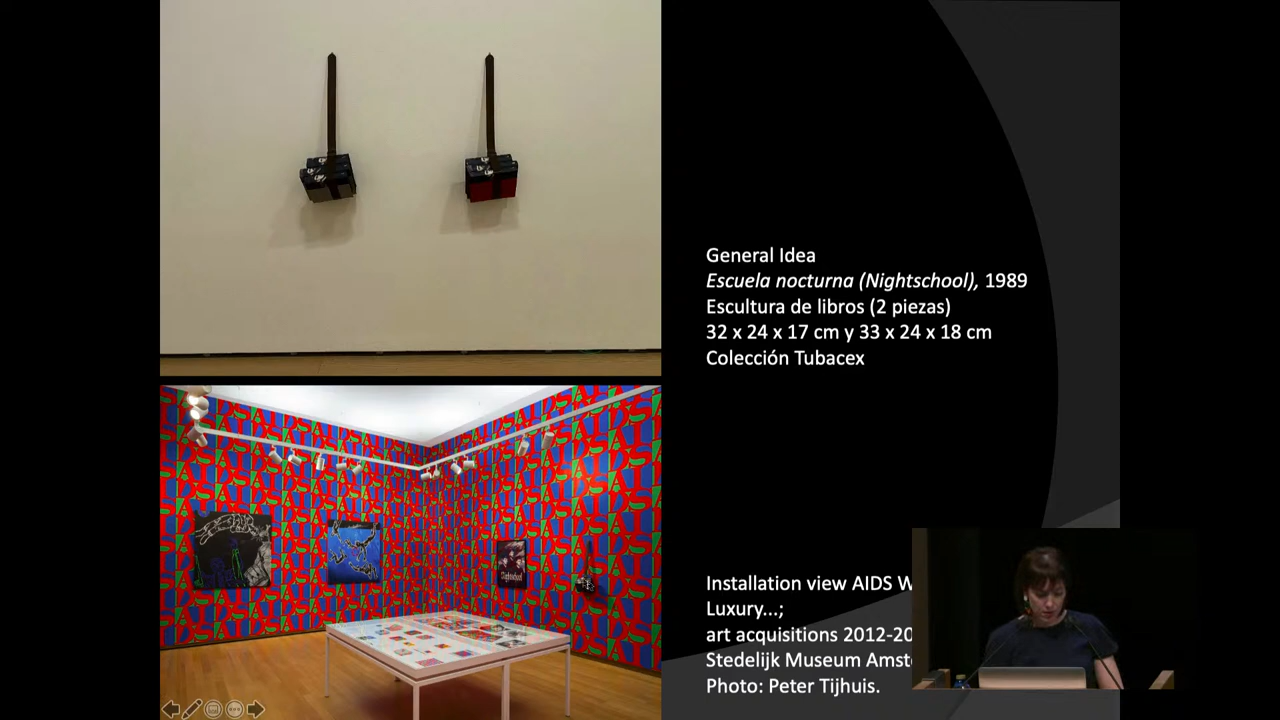 General Idea
Escuela nocturna (Nightschool), 1989
Escultura de libros (2 piezas)
32 x 24 x 17 cm y 33 x 24 x 18 cm
Colección Tubacex
Nightschool
Installation view AIDS
Luxury...;
art acquisitions 2012-20
Stedelijk Museum
Photo: Peter Tijhuis.